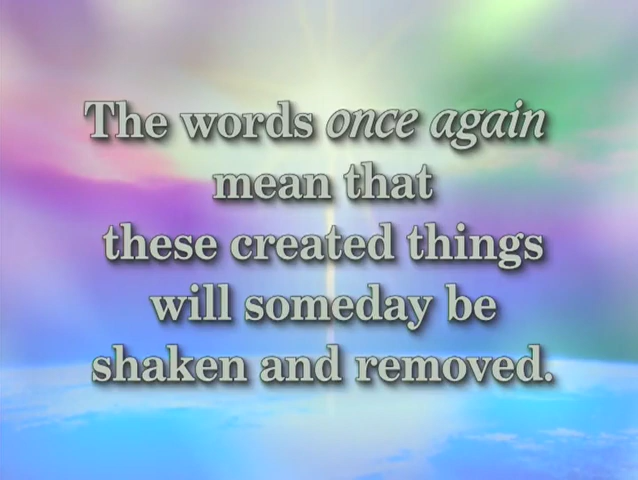 The words once again
mean that
these created things
will someday be
shaken and removed.